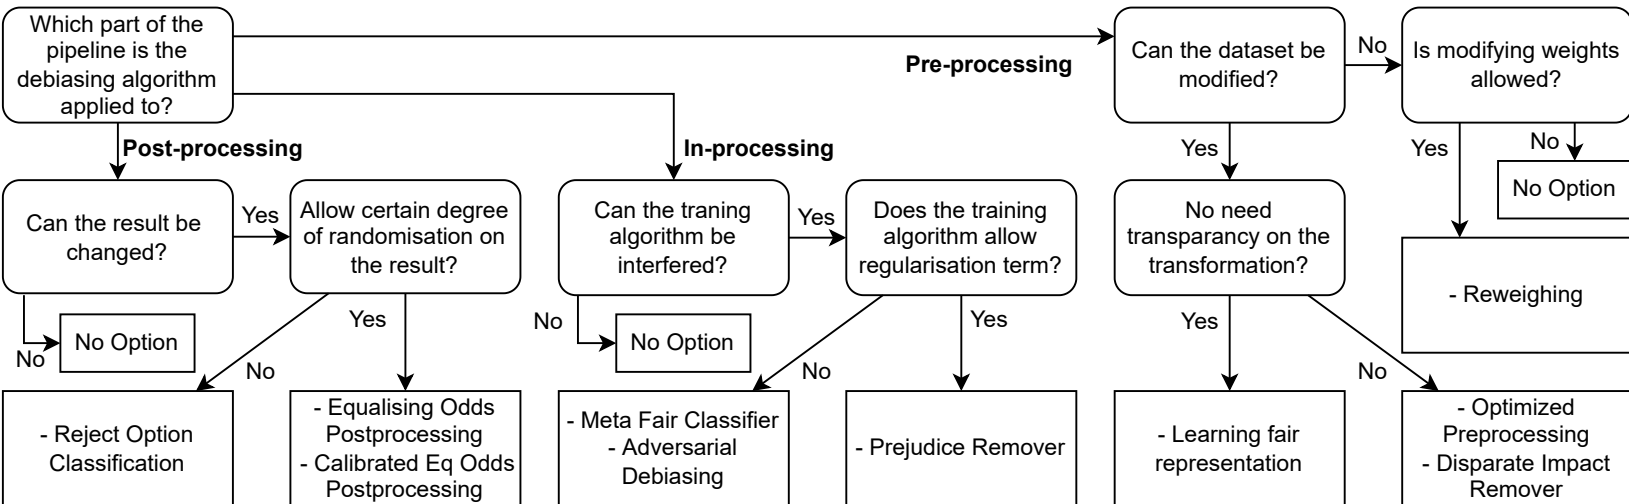 Which part of the
pipeline is the
debiasing algorithm
applied to?
Pre-processing
Can the dataset be
modified?
No
Is modifying weights
allowed?
Post-processing
In-processing
Yes
Yes
No
No Option
Can the result be
changed?
Yes
Allow certain degree
of randomisation on
the result?
Can the traning
algorithm be
interfered?
Yes
Does the training
algorithm allow
regularisation term?
No need
transparancy on the
transformation?
- Reweighing
No
No Option
No
Yes
No
No Option
No
Yes
Yes
No
- Reject Option
Classification
- Equalising Odds
Postprocessing
- Calibrated Eq Odds
Postprocessing
- Meta Fair Classifier
- Adversarial
Debiasing
- Prejudice Remover
- Learning fair
representation
- Optimized
Preprocessing
- Disparate Impact
Remover